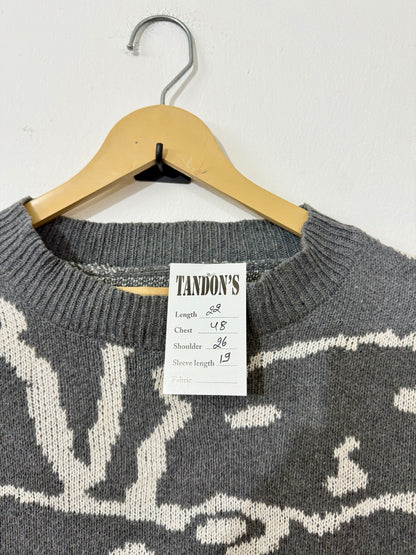 TANDON'S
Length 22
Chest 48
Shoulder 26
Sleeve length 19
Fabric